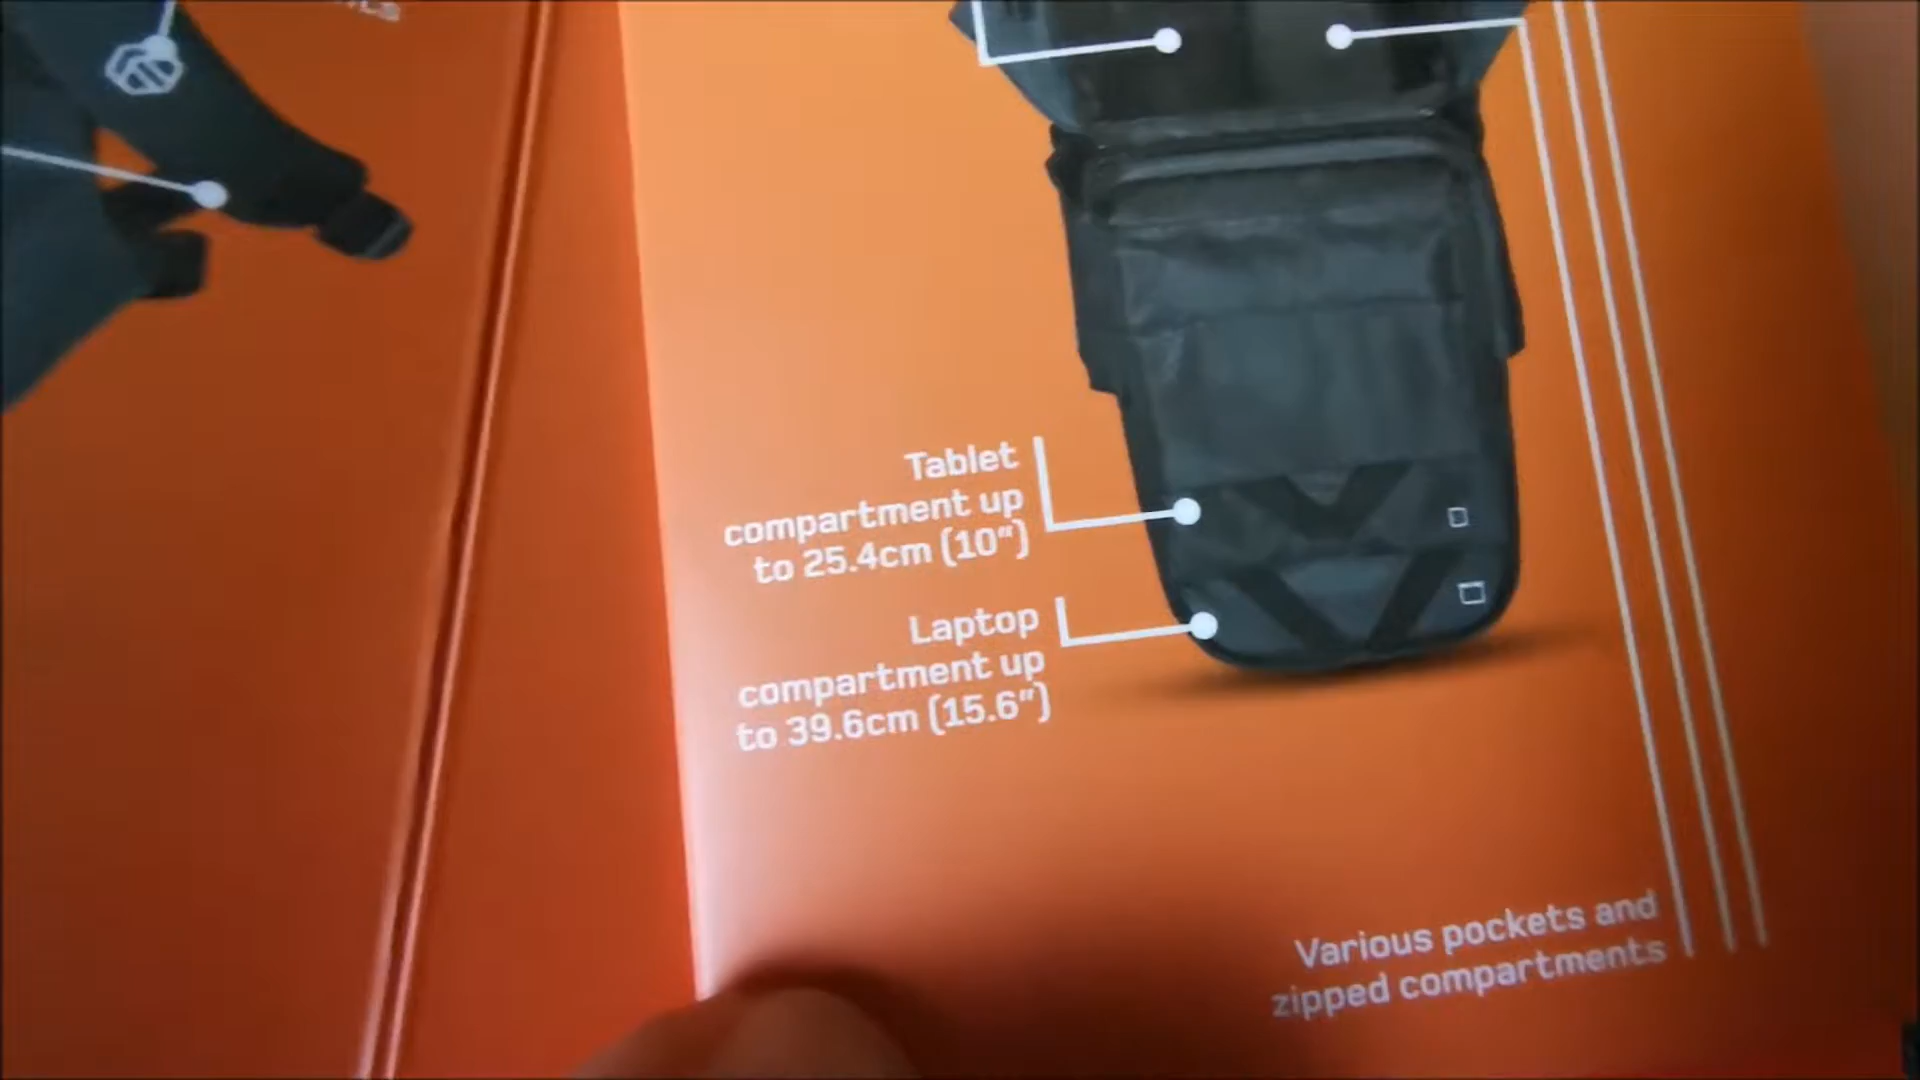 Tablet
compartment up
to 25.4cm (10")
Laptop
compartment up
to 39.6cm (15.6")
Various pockets and
zipped compartments